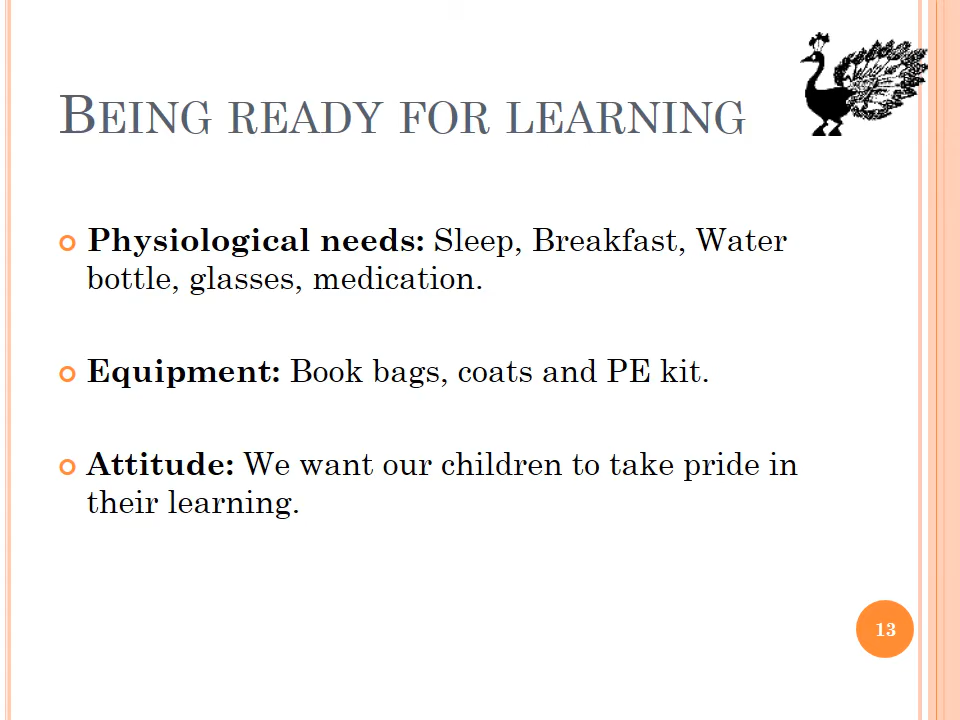 BEING READY FOR LEARNING
Physiological needs: Sleep, Breakfast, Water
bottle, glasses, medication.
Equipment: Book bags, coats and PE kit.
Attitude: We want our children to take pride in
their learning.
13